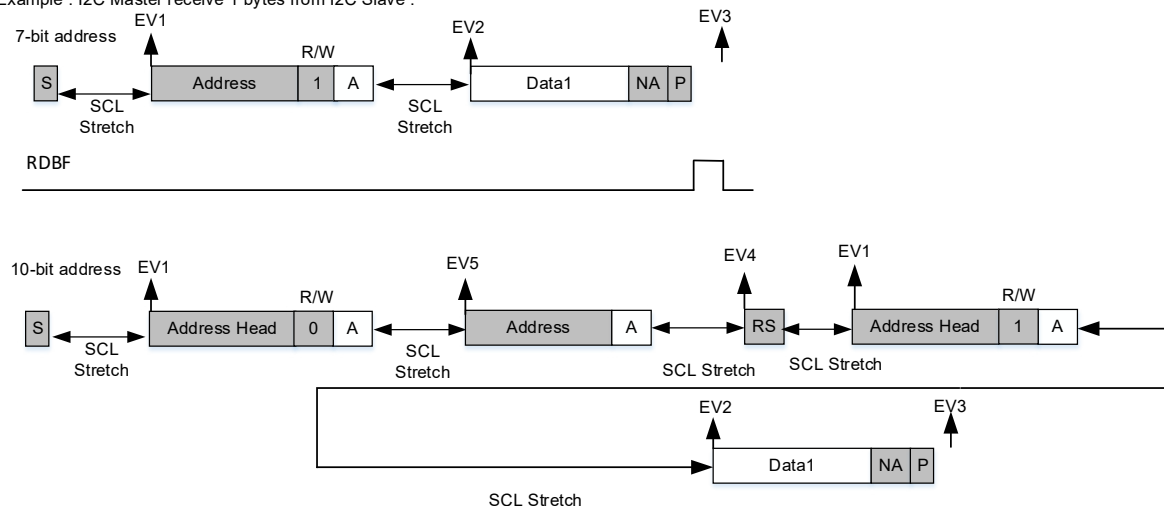 Example : I2C Master receive 1 bytes from I2C Slave :
EV1 EV2 EV3
7-bit address
R/W
S Address 1 A Data1 NA P
SCL Stretch SCL Stretch
RDBF
10-bit address EV1 EV5 EV4 EV1
R/W R/W
S Address Head 0 A Address A RS Address Head 1 A
SCL Stretch SCL Stretch SCL Stretch SCL Stretch
EV2 EV3
Data1 NA P
SCL Stretch